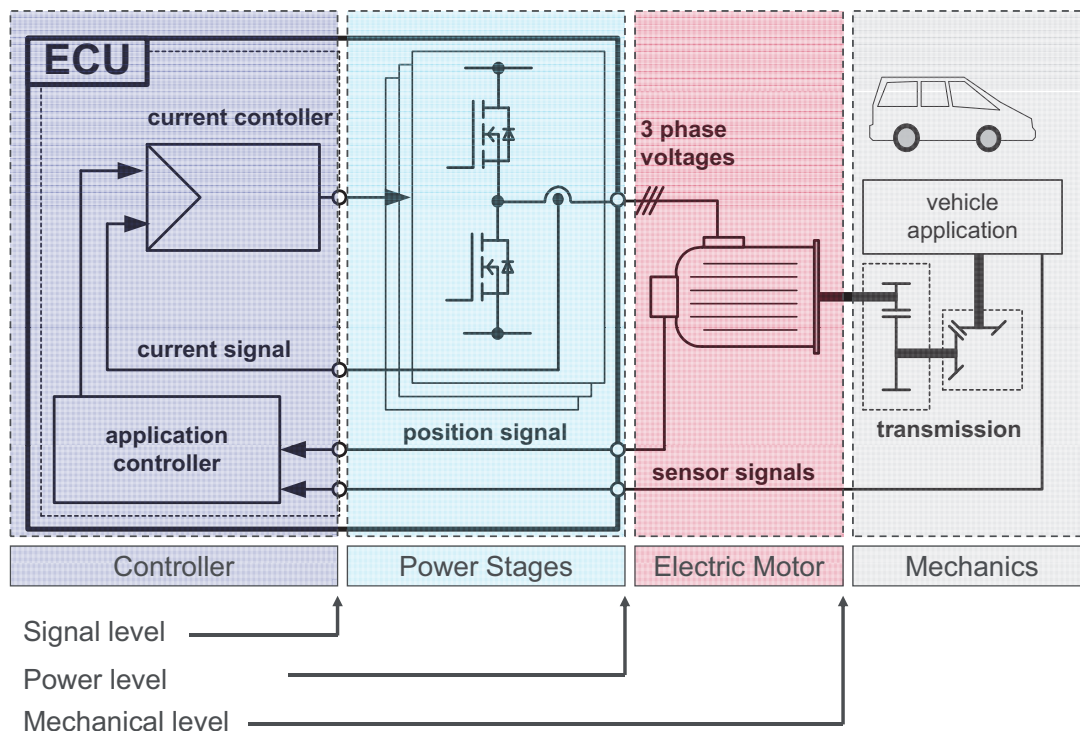 ECU
current contoller
3 phase
voltages
vehicle
application
current signal
application
controller
position signal
transmission
sensor signals
Controller
Power Stages
Electric Motor
Mechanics
Signal level
Power level
Mechanical level